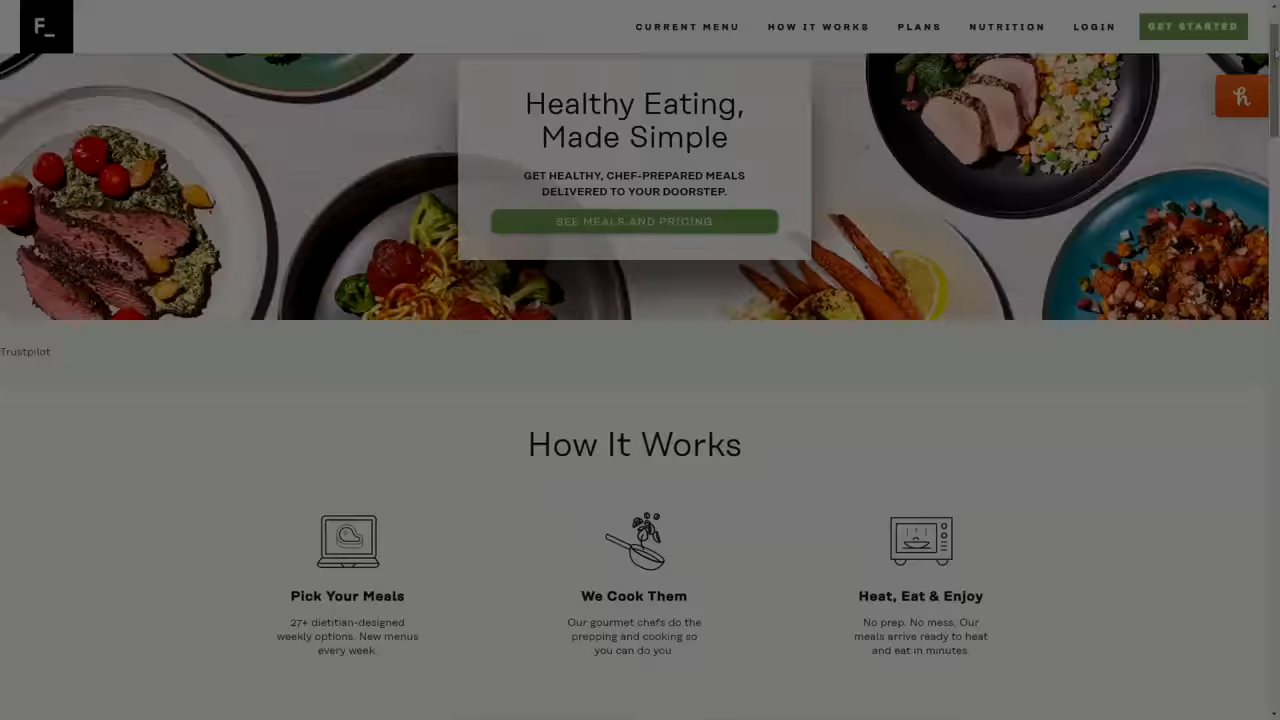 F_
CURRENT MENU HOW IT WORKS PLANS NUTRITION LOGIN GET STARTED
h
Healthy Eating,
Made Simple
GET HEALTHY, CHEF-PREPARED MEALS
DELIVERED TO YOUR DOORSTEP.
SEE MEALS AND PRICING
Trustpilot
How It Works
Pick Your Meals
27+ dietitian-designed
weekly options. New menus
every week.
We Cook Them
Our gourmet chefs do the
prepping and cooking so
you can do you
Heat, Eat & Enjoy
No prep. No mess. Our
meals arrive ready to heat
and eat in minutes